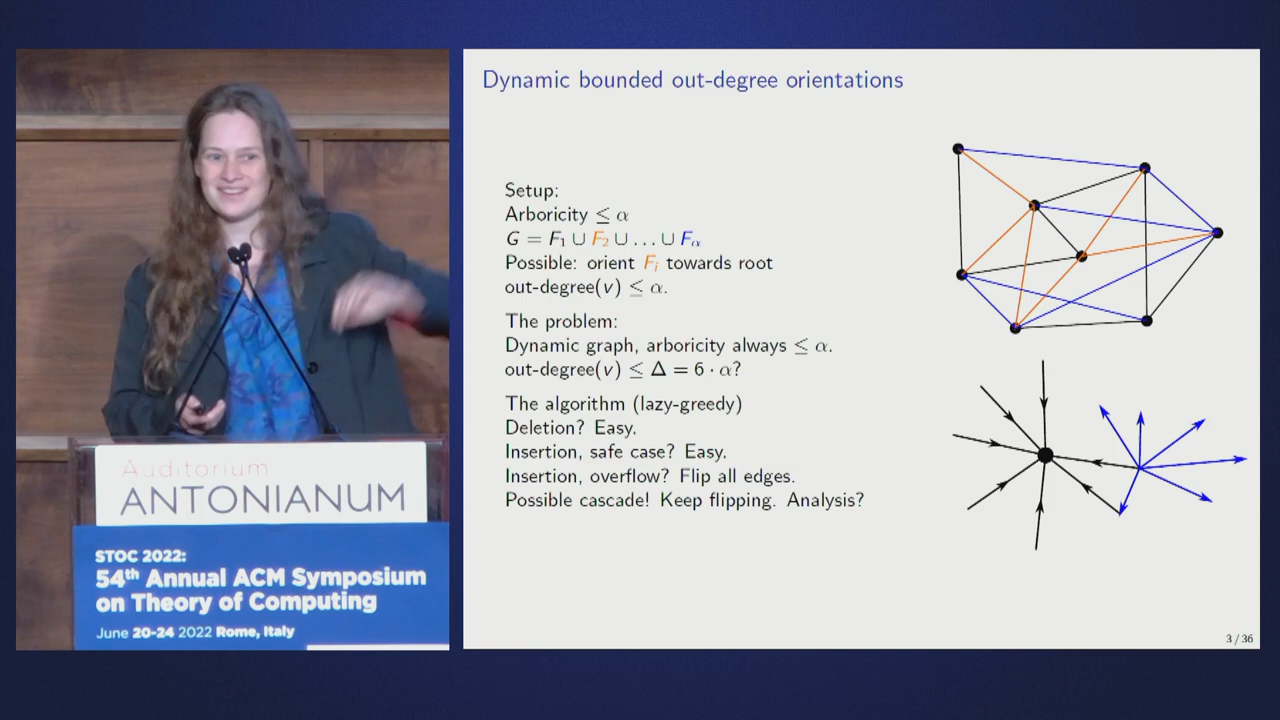 Auditorium
ANTONIANUM
STOC 2022:
54th Annual ACM Symposium
on Theory of Computing
June 20-24 2022 Rome, Italy
Dynamic bounded out-degree orientations
Setup:
Arboricity ≤ α
G = F₁ ∪ F₂ ∪ … ∪ Fα
Possible: orient Fᵢ towards root
out-degree(v) ≤ α.
The problem:
Dynamic graph, arboricity always ≤ α.
out-degree(v) ≤ Δ = 6 · α?
The algorithm (lazy-greedy)
Deletion? Easy.
Insertion, safe case? Easy.
Insertion, overflow? Flip all edges.
Possible cascade! Keep flipping. Analysis?
3 / 36